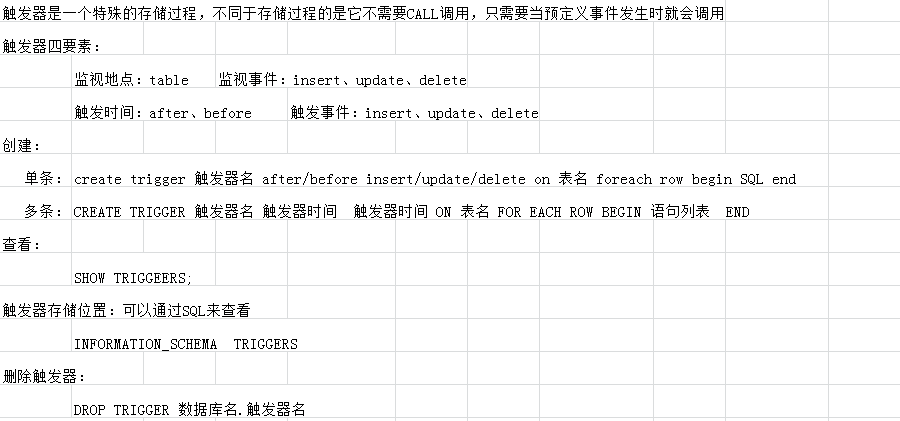 触发器是一个特殊的存储过程，不同于存储过程的是它不需要CALL调用，只需要当预定义事件发生时就会调用
触发器四要素：
监视地点：table 监视事件：insert、update、delete
触发时间：after、before 触发事件：insert、update、delete
创建：
单条：create trigger 触发器名 after/before insert/update/delete on 表名 foreach row begin SQL end
多条：CREATE TRIGGER 触发器名 触发器时间 触发器时间 ON 表名 FOR EACH ROW BEGIN 语句列表 END
查看：
SHOW TRIGGEERS;
触发器存储位置：可以通过SQL来查看
INFORMATION_SCHEMA TRIGGERS
删除触发器：
DROP TRIGGER 数据库名.触发器名